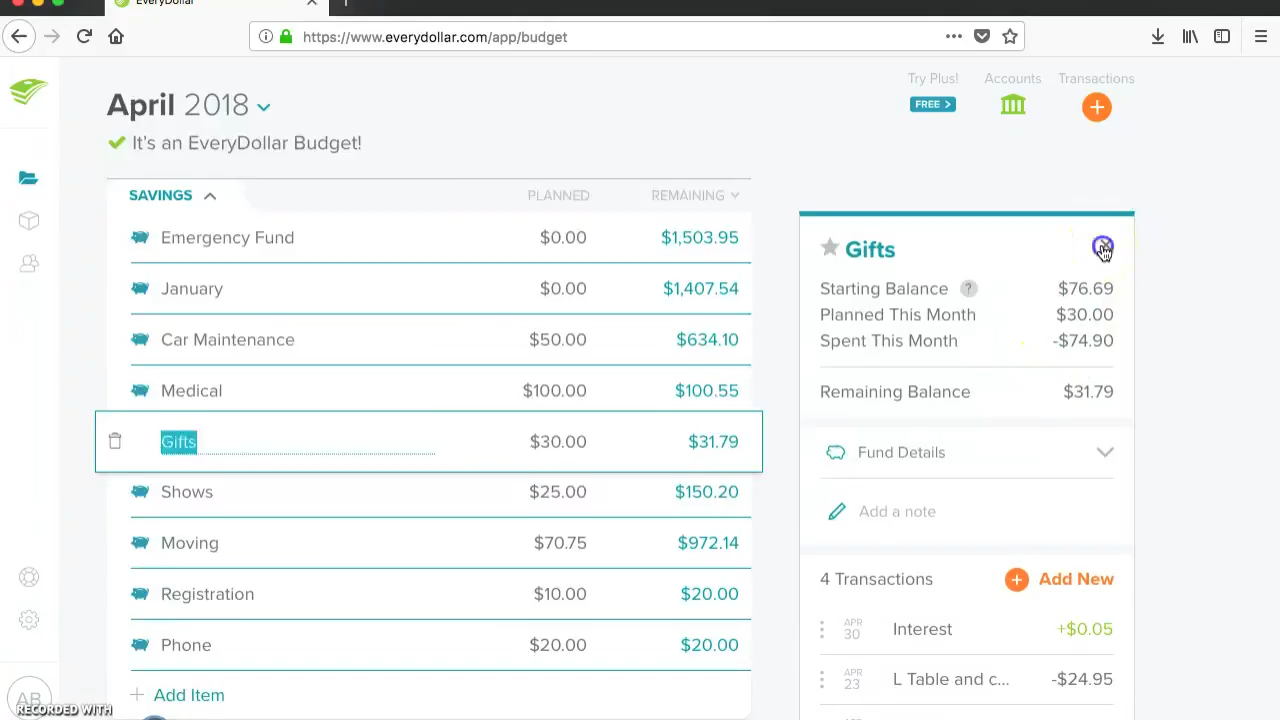 EveryDollar
https://www.everydollar.com/app/budget
April 2018
It's an EveryDollar Budget!
Try Plus!
FREE >
Accounts
Transactions
SAVINGS PLANNED REMAINING
Emergency Fund $0.00 $1,503.95
January $0.00 $1,407.54
Car Maintenance $50.00 $634.10
Medical $100.00 $100.55
Gifts $30.00 $31.79
Shows $25.00 $150.20
Moving $70.75 $972.14
Registration $10.00 $20.00
Phone $20.00 $20.00
+ Add Item
Gifts
Starting Balance ? $76.69
Planned This Month $30.00
Spent This Month -$74.90
Remaining Balance $31.79
Fund Details
Add a note
4 Transactions + Add New
APR 30 Interest +$0.05
APR 23 L Table and c... -$24.95
AB
RECORDED WITH